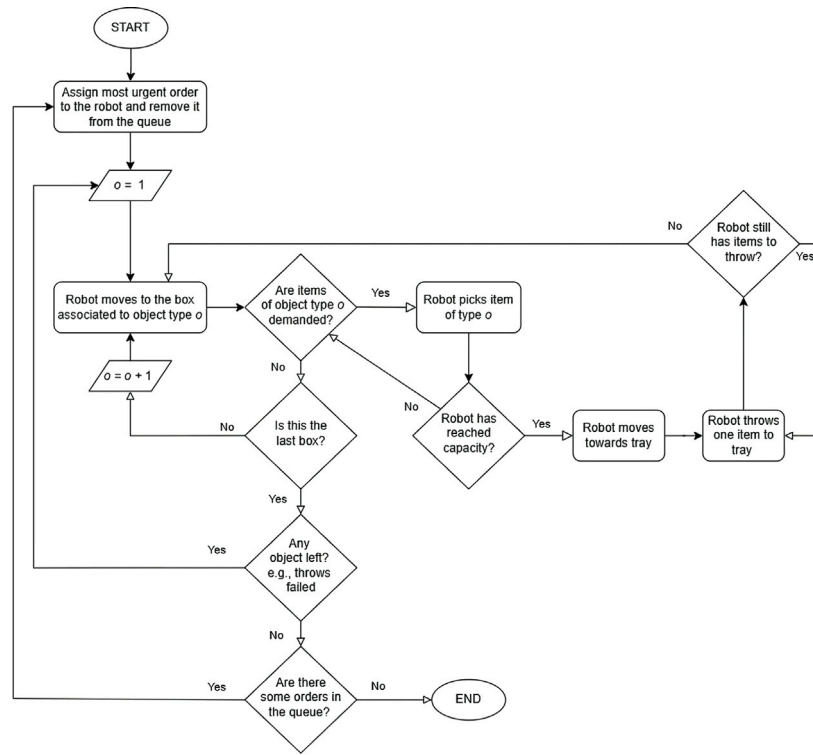 START
Assign most urgent order
to the robot and remove it
from the queue
o = 1
No
Robot still
has items to
throw?
Yes
Robot moves to the box
associated to object type o
Are items
of object type o
demanded?
Yes
Robot picks item
of type o
o = o + 1
No
No
Is this the
last box?
No
Robot has
reached
capacity?
Yes
Robot moves
towards tray
Robot throws
one item to
tray
Yes
Yes
Any
object left?
e.g., throws
failed
No
Yes
Are there
some orders in
the queue?
No
END